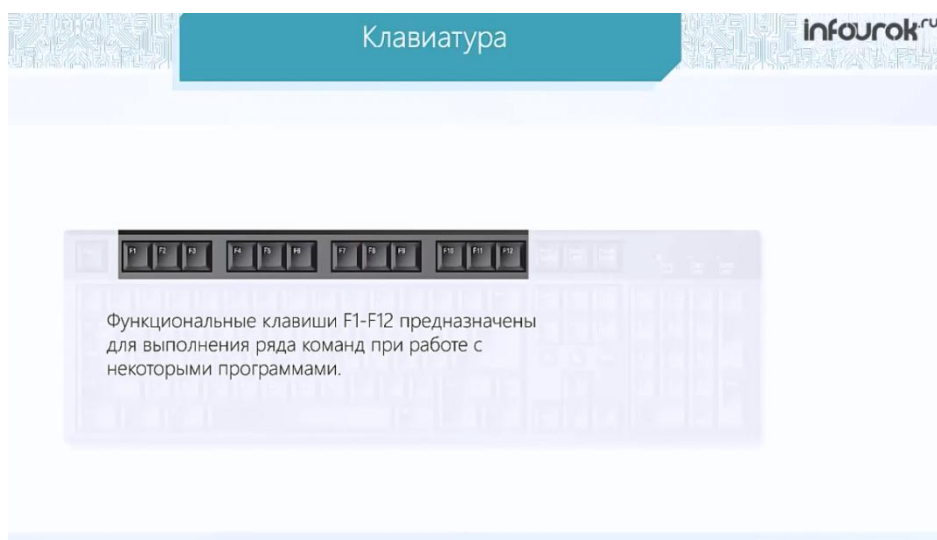 Клавиатура
infourok.ru
F1 F2 F3 F4 F5 F6 F7 F8 F9 F10 F11 F12
Функциональные клавиши F1-F12 предназначены
для выполнения ряда команд при работе с
некоторыми программами.